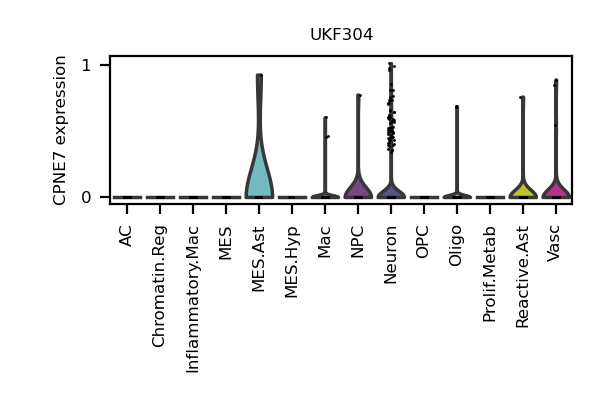 UKF304
CPNE7 expression
1
0
AC
Chromatin.Reg
Inflammatory.Mac
MES
MES.Ast
MES.Hyp
Mac
NPC
Neuron
OPC
Oligo
Prolif.Metab
Reactive.Ast
Vasc